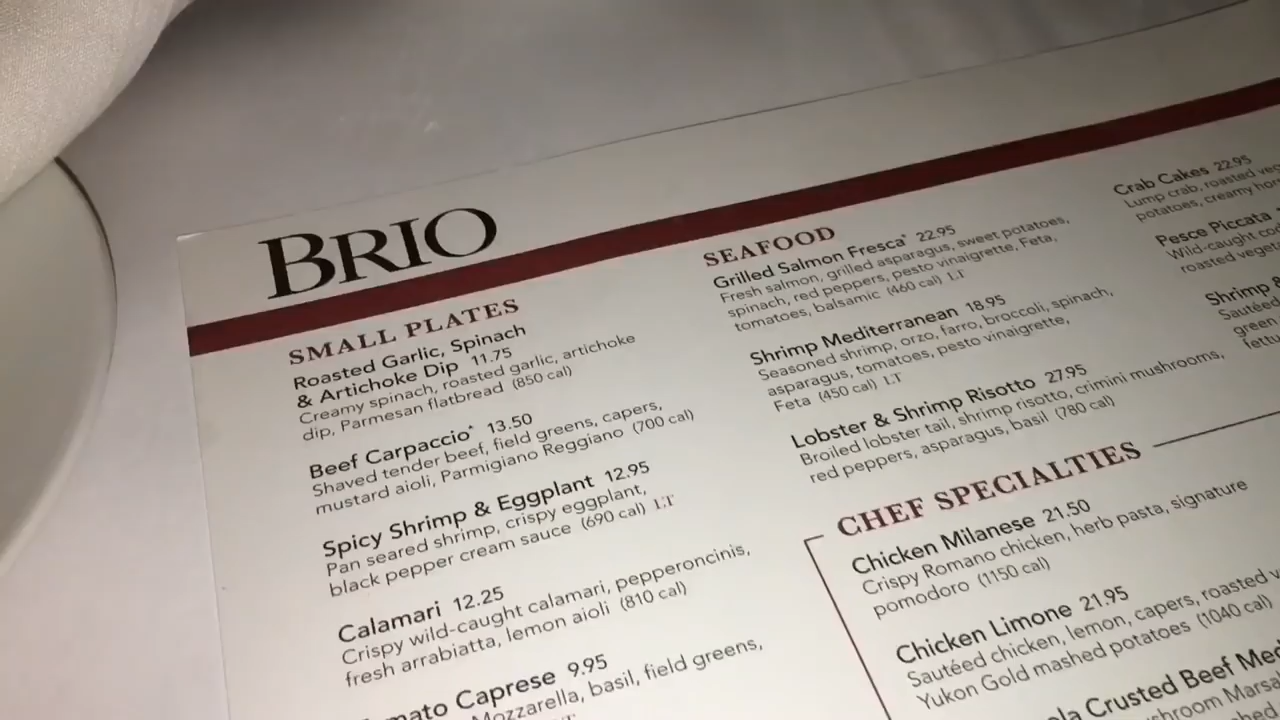 BRIO
SMALL PLATES
Roasted Garlic, Spinach
& Artichoke Dip 11.75
Creamy spinach, roasted garlic, artichoke
dip, Parmesan flatbread (850 cal)
Beef Carpaccio* 13.50
Shaved tender beef, field greens, capers,
mustard aioli, Parmigiano Reggiano (700 cal)
Spicy Shrimp & Eggplant 12.95
Pan seared shrimp, crispy eggplant,
black pepper cream sauce (690 cal) LT
Calamari 12.25
Crispy wild-caught calamari, pepperoncinis,
fresh arrabiatta, lemon aioli (810 cal)
Caprese 9.95
Mozzarella, basil, field greens,
SEAFOOD
Grilled Salmon Fresca* 22.95
Fresh salmon, grilled asparagus, sweet potatoes,
spinach, red peppers, pesto vinaigrette, Feta,
tomatoes, balsamic (460 cal) LT
Shrimp Mediterranean 18.95
Seasoned shrimp, orzo, farro, broccoli, spinach,
asparagus, tomatoes, pesto vinaigrette,
Feta (450 cal) LT
Lobster & Shrimp Risotto 27.95
Broiled lobster tail, shrimp risotto, crimini mushrooms,
red peppers, asparagus, basil (780 cal)
Crab Cakes 22.95
Lump crab, roasted
potatoes, creamy
Pesce Piccata
Wild-caught
roasted
Shrimp &
Sautéed
green
CHEF SPECIALTIES
Chicken Milanese 21.50
Crispy Romano chicken, herb pasta, signature
pomodoro (1150 cal)
Chicken Limone 21.95
Sautéed chicken, lemon, capers, roasted
Yukon Gold mashed potatoes (1040 cal)
Crusted Beef